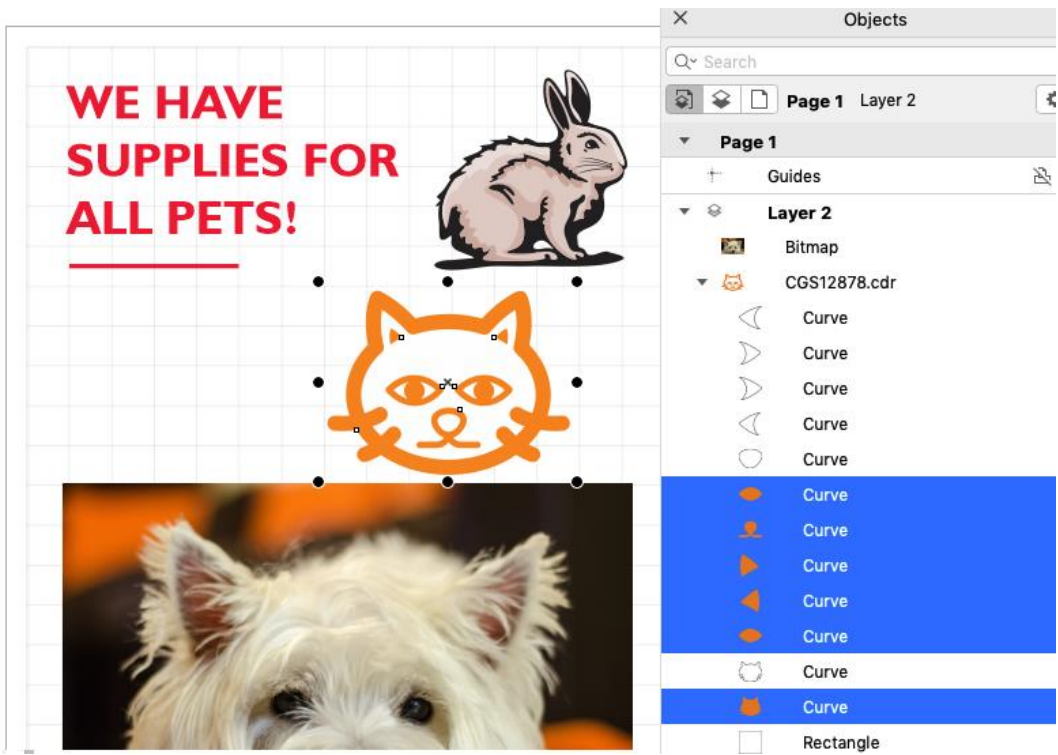 WE HAVE
SUPPLIES FOR
ALL PETS!
Objects
Search
Page 1 Layer 2
Page 1
Guides
Layer 2
Bitmap
CGS12878.cdr
Curve
Curve
Curve
Curve
Curve
Curve
Curve
Curve
Curve
Curve
Curve
Curve
Rectangle